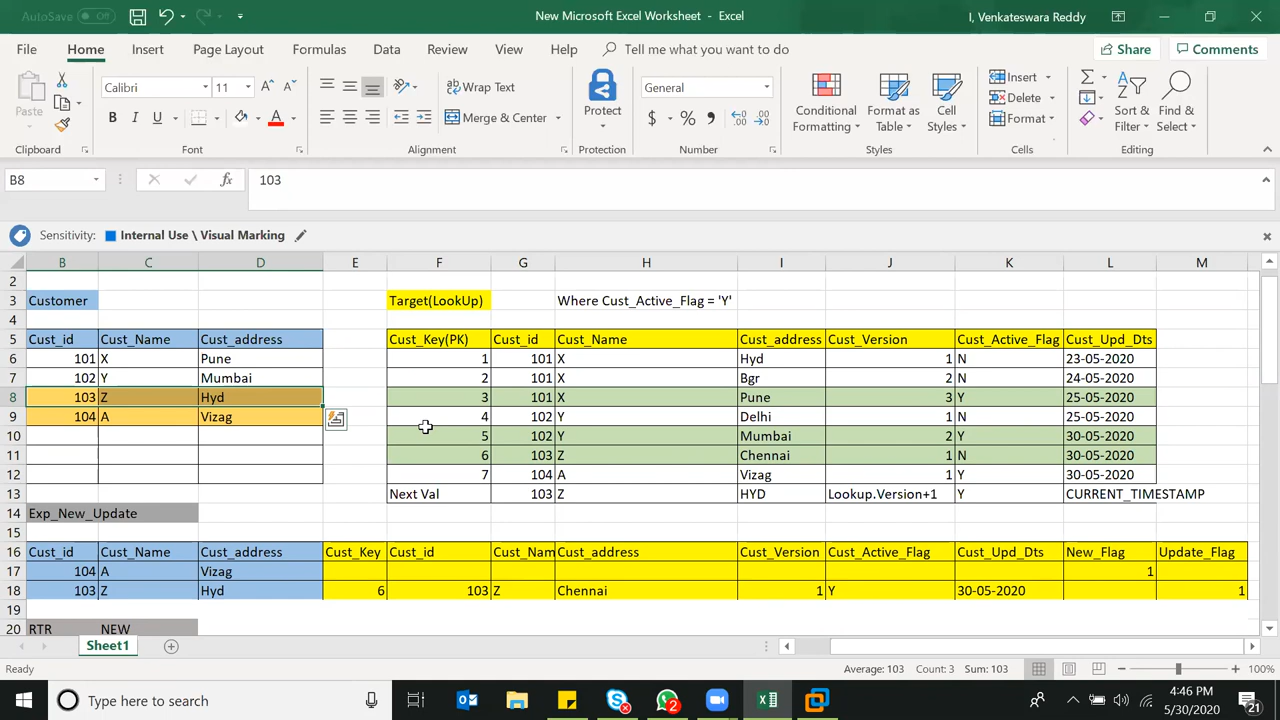 AutoSave Off New Microsoft Excel Worksheet - Excel I, Venkateswara Reddy
File Home Insert Page Layout Formulas Data Review View Help Tell me what you want to do Share Comments
Paste Calibri 11 Wrap Text General Conditional Formatting Format as Table Cell Styles Insert Sort & Filter Find & Select
B I U A Merge & Center Protect $ % Delete
Format
Clipboard Font Alignment Protection Number Styles Cells Editing
B8 fx 103
Sensitivity: Internal Use \ Visual Marking
B C D E F G H I J K L M
2
3 Customer Target(LookUp) Where Cust_Active_Flag = 'Y'
4
5 Cust_id Cust_Name Cust_address Cust_Key(PK) Cust_id Cust_Name Cust_address Cust_Version Cust_Active_Flag Cust_Upd_Dts
6 101 X Pune 1 101 X Hyd 1 N 23-05-2020
7 102 Y Mumbai 2 101 X Bgr 2 N 24-05-2020
8 103 Z Hyd 3 101 X Pune 3 Y 25-05-2020
9 104 A Vizag 4 102 Y Delhi 1 N 25-05-2020
10 5 102 Y Mumbai 2 Y 30-05-2020
11 6 103 Z Chennai 1 N 30-05-2020
12 7 104 A Vizag 1 Y 30-05-2020
13 Next Val 103 Z HYD Lookup.Version+1 Y CURRENT_TIMESTAMP
14 Exp_New_Update
15
16 Cust_id Cust_Name Cust_address Cust_Key Cust_id Cust_Nam Cust_address Cust_Version Cust_Active_Flag Cust_Upd_Dts New_Flag Update_Flag
17 104 A Vizag 1
18 103 Z Hyd 6 103 Z Chennai 1 Y 30-05-2020 1
19
20 RTR NEW
Sheet1
Ready Average: 103 Count: 3 Sum: 103 100%
Type here to search 2 4:46 PM
5/30/2020 21